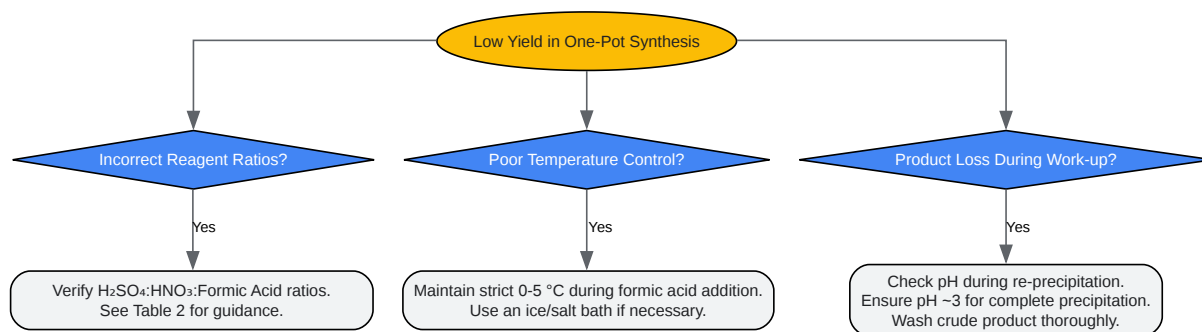 Low Yield in One-Pot Synthesis
Incorrect Reagent Ratios?
Poor Temperature Control?
Product Loss During Work-up?
Yes
Yes
Yes
Verify H₂SO₄:HNO₃:Formic Acid ratios.
See Table 2 for guidance.
Maintain strict 0-5 °C during formic acid addition.
Use an ice/salt bath if necessary.
Check pH during re-precipitation.
Ensure pH ~3 for complete precipitation.
Wash crude product thoroughly.